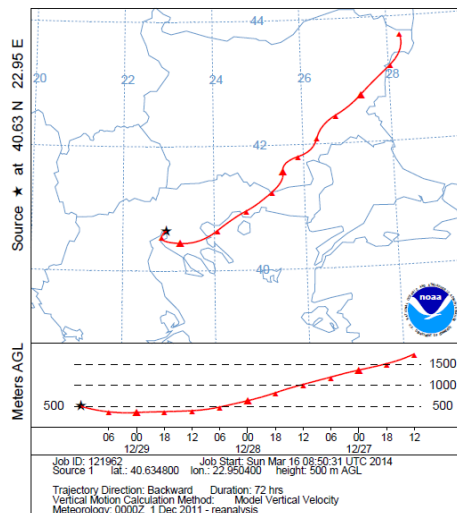 44
20
22
24
26
28
42
44
42
40
Source ★ at 40.63 N 22.95 E
noaa
Meters AGL
500
1500
1000
500
06 00 18 12 06 00 18 12 06 00 18 12
12/29 12/28 12/27
Job ID: 121962 Job Start: Sun Mar 16 08:50:31 UTC 2014
Source 1 lat.: 40.634800 lon.: 22.950400 height: 500 m AGL
Trajectory Direction: Backward Duration: 72 hrs
Vertical Motion Calculation Method: Model Vertical Velocity
Meteorology: 0000Z 1 Dec 2011 - reanalysis